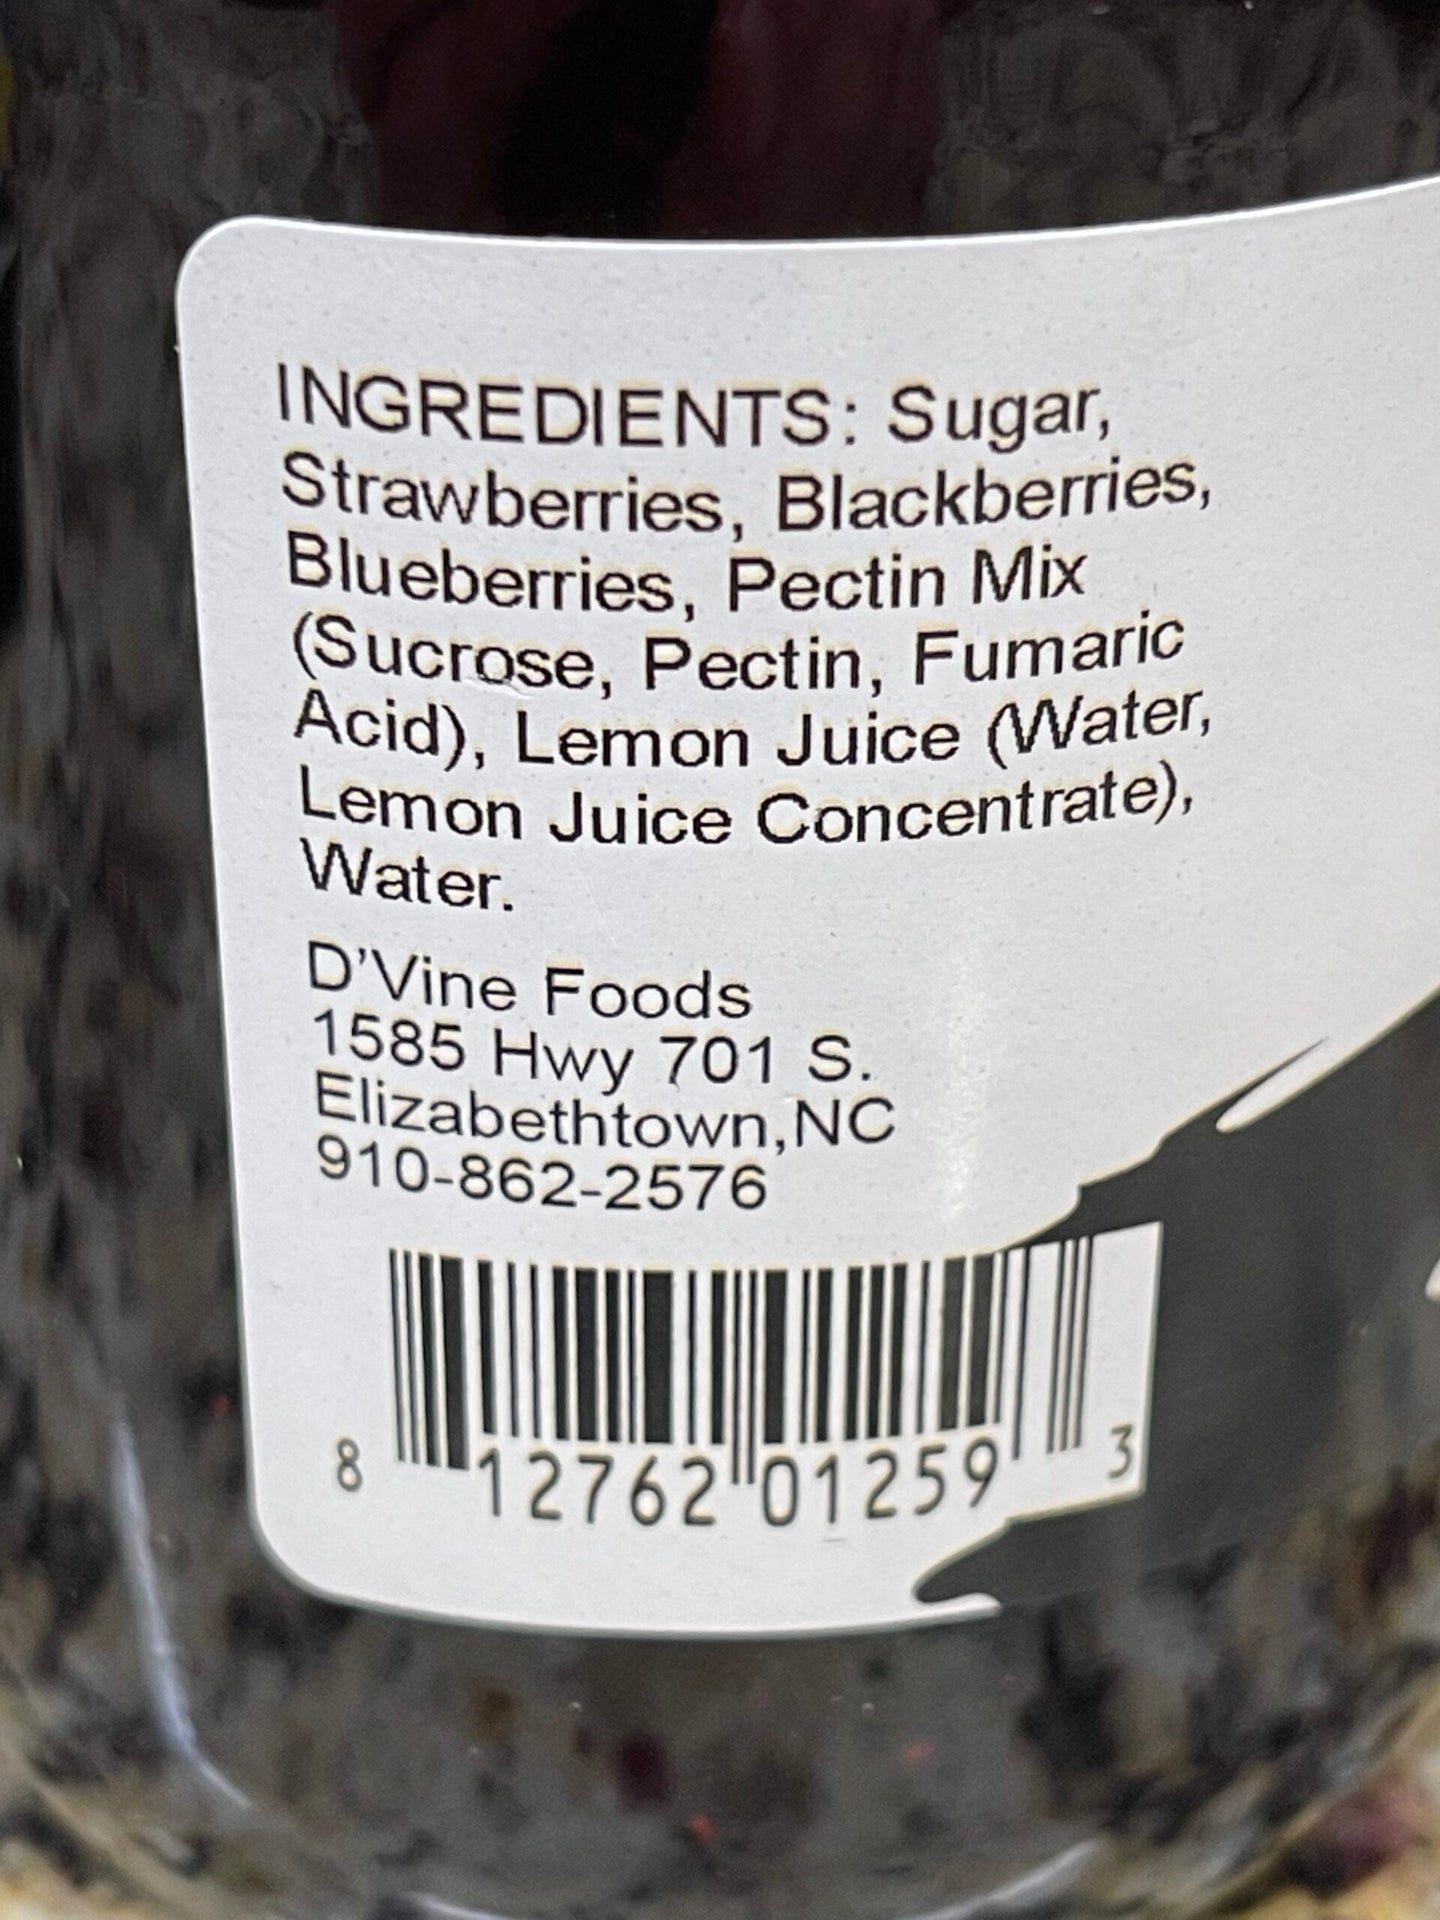 INGREDIENTS: Sugar,
Strawberries, Blackberries,
Blueberries, Pectin Mix
(Sucrose, Pectin, Fumaric
Acid), Lemon Juice (Water,
Lemon Juice Concentrate),
Water.
D'Vine Foods
1585 Hwy 701 S.
Elizabethtown,NC
910-862-2576
8 12762 01259 3